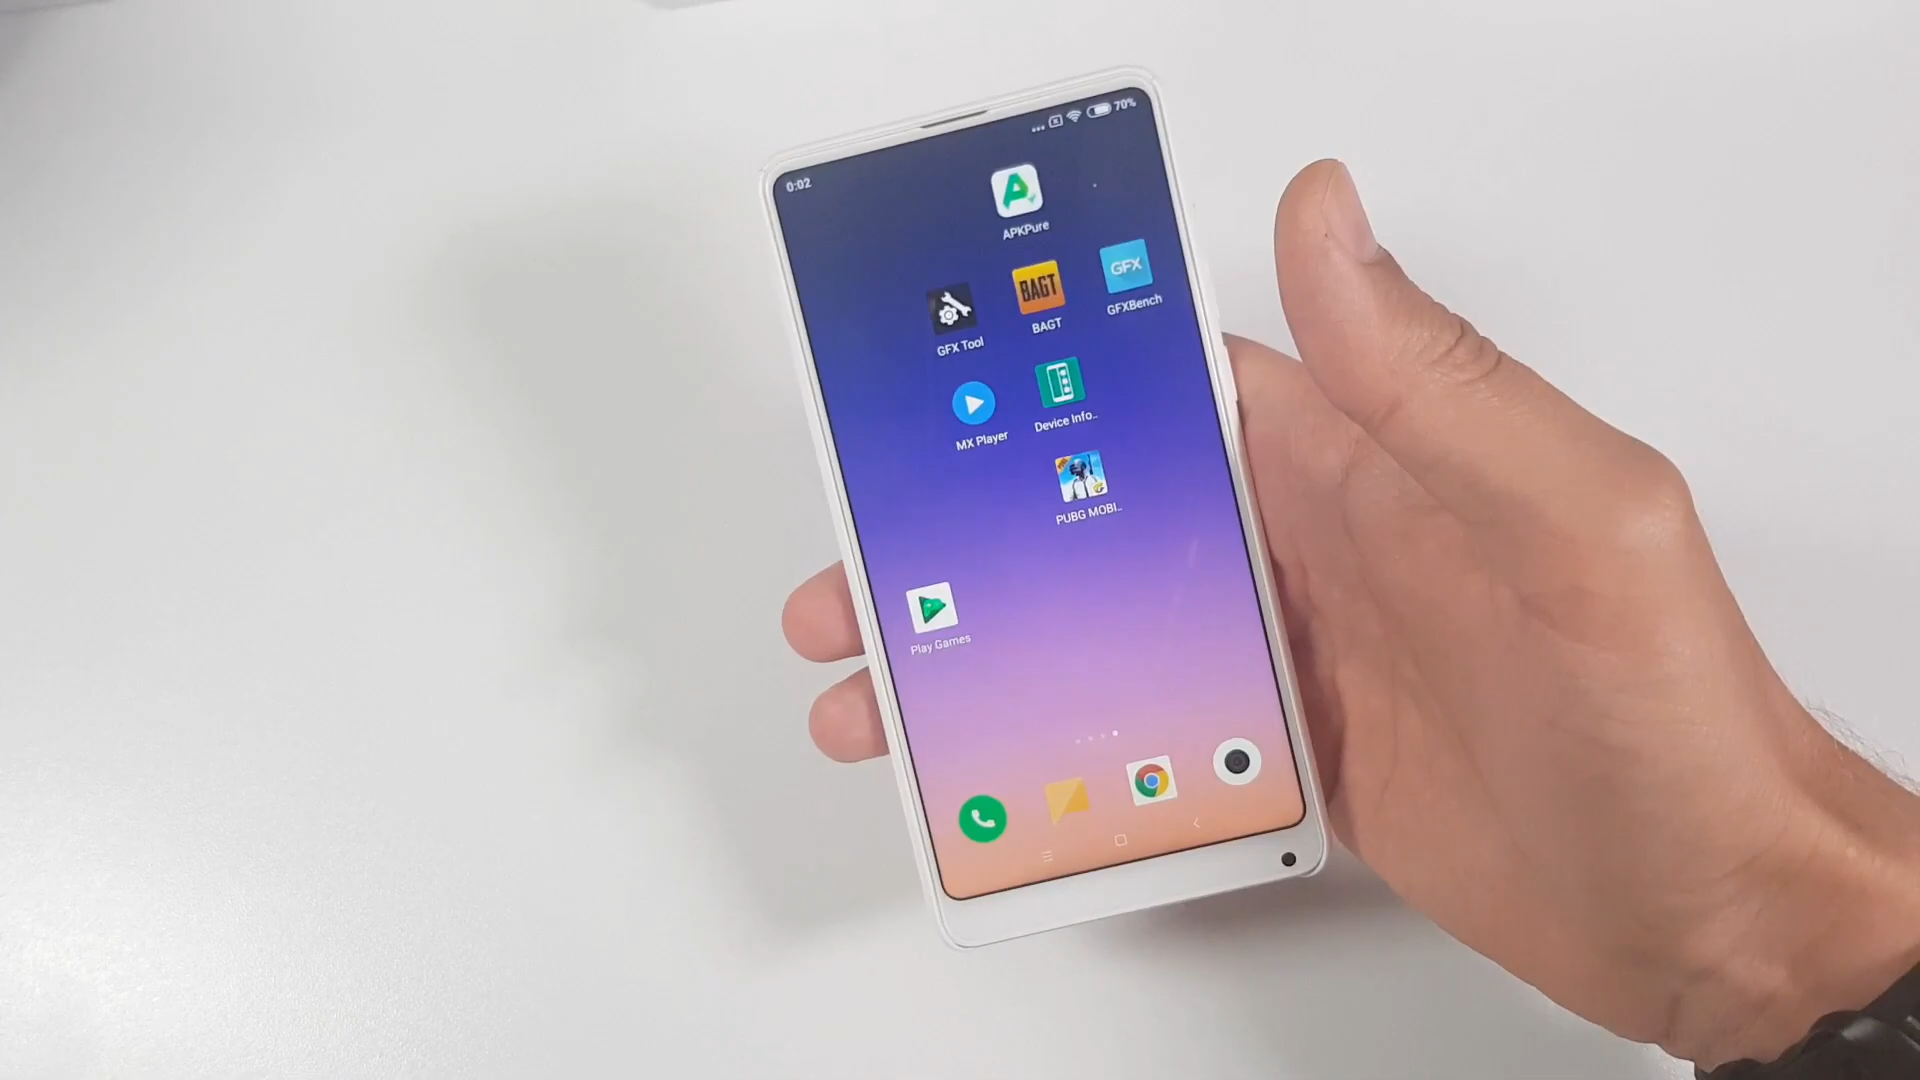 0:02
70%
APKPure
GFX Tool
BAGT
BAGT
GFX
GFXBench
MX Player
Device Info..
PUBG MOBI..
Play Games